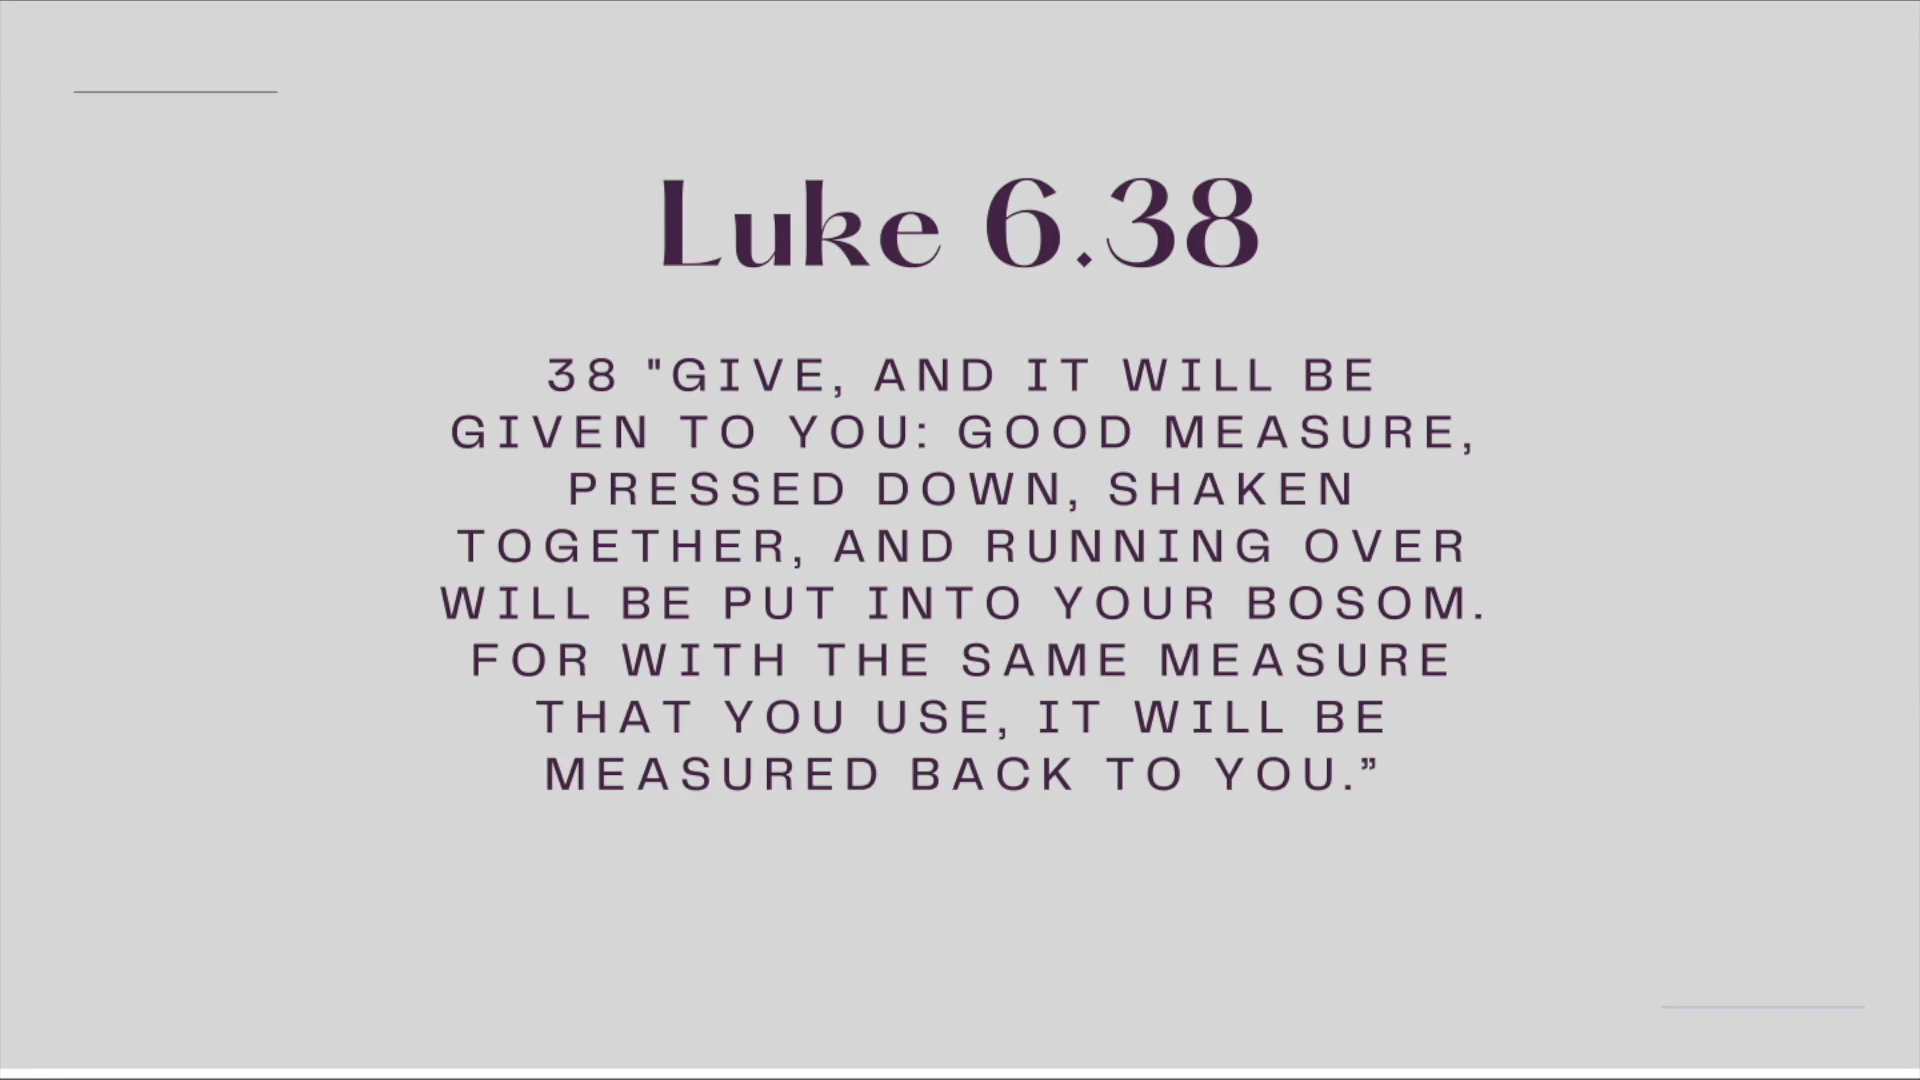 Luke 6.38
38 "GIVE, AND IT WILL BE
GIVEN TO YOU: GOOD MEASURE,
PRESSED DOWN, SHAKEN
TOGETHER, AND RUNNING OVER
WILL BE PUT INTO YOUR BOSOM.
FOR WITH THE SAME MEASURE
THAT YOU USE, IT WILL BE
MEASURED BACK TO YOU.”